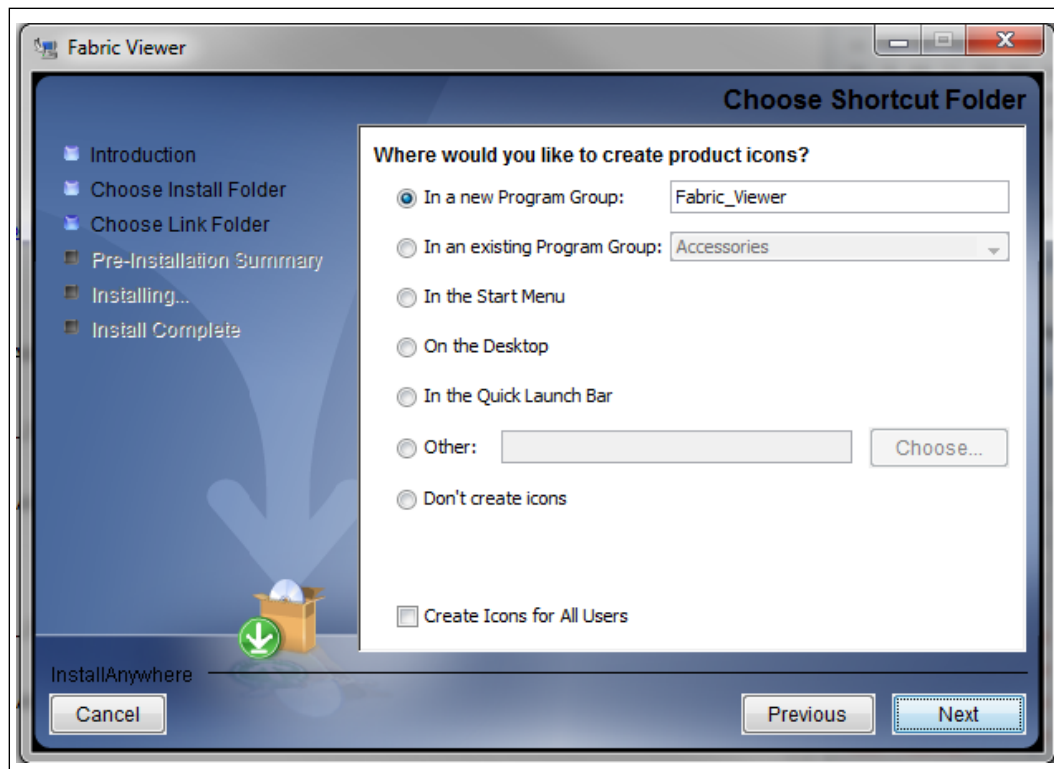 Fabric Viewer
Choose Shortcut Folder
Introduction
Choose Install Folder
Choose Link Folder
Pre-Installation Summary
Installing...
Install Complete
Where would you like to create product icons?
In a new Program Group: Fabric_Viewer
In an existing Program Group: Accessories
In the Start Menu
On the Desktop
In the Quick Launch Bar
Other: Choose...
Don't create icons
Create Icons for All Users
InstallAnywhere
Cancel Previous Next